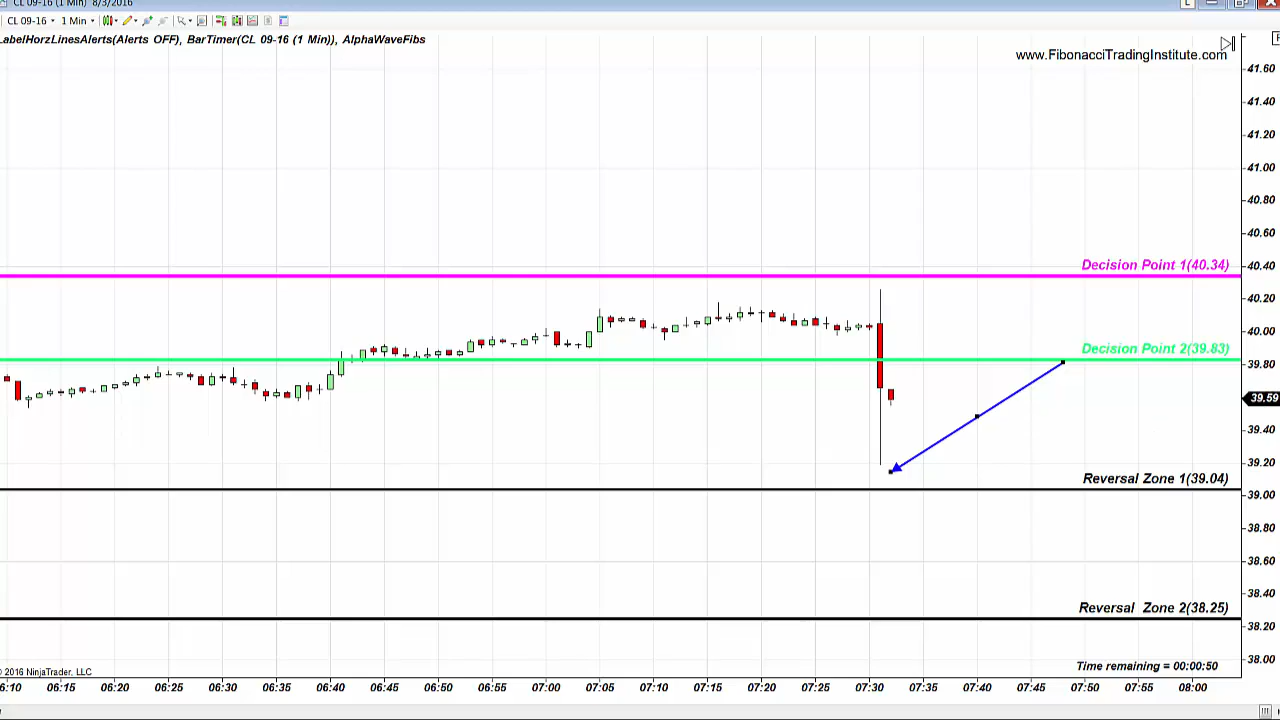 CL 09-16 (1 Min) 8/3/2016
CL 09-16 1 Min
LabelHorzLinesAlerts(Alerts OFF), BarTimer(CL 09-16 (1 Min)), AlphaWaveFibs
www.FibonacciTradingInstitute.com
41.60
41.40
41.20
41.00
40.80
40.60
Decision Point 1(40.34)
40.40
40.20
40.00
Decision Point 2(39.83)
39.80
39.59
39.40
39.20
Reversal Zone 1(39.04)
39.00
38.80
38.60
38.40
Reversal Zone 2(38.25)
38.20
38.00
© 2016 NinjaTrader, LLC
Time remaining = 00:00:50
6:10 06:15 06:20 06:25 06:30 06:35 06:40 06:45 06:50 06:55 07:00 07:05 07:10 07:15 07:20 07:25 07:30 07:35 07:40 07:45 07:50 07:55 08:00